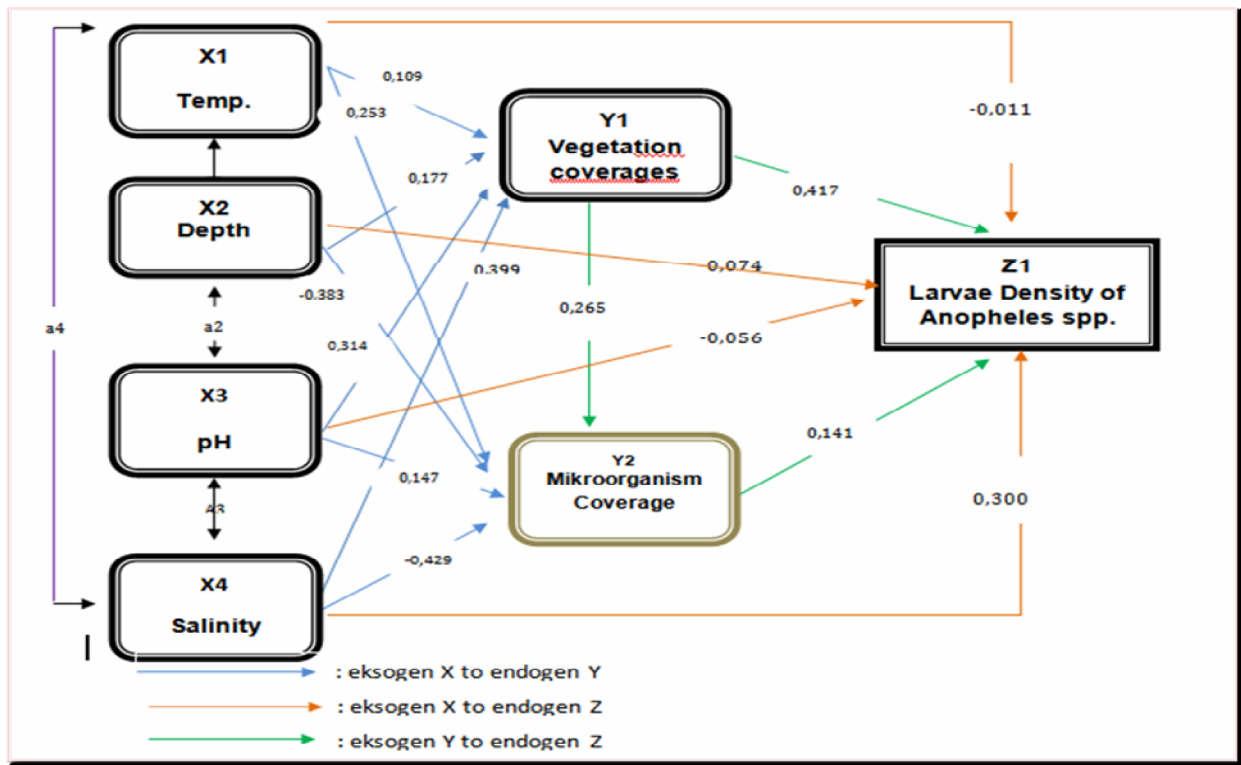 X1
Temp.
X2
Depth
X3
pH
X4
Salinity
a4
a2
A3
0,109
0,253
0,177
-0.383
0,314
0.399
0,147
-0,429
Y1
Vegetation
coverages
0,265
Y2
Mikroorganism
Coverage
-0,011
0,417
0,074
-0,056
0,141
0,300
Z1
Larvae Density of
Anopheles spp.
: eksogen X to endogen Y
: eksogen X to endogen Z
: eksogen Y to endogen Z